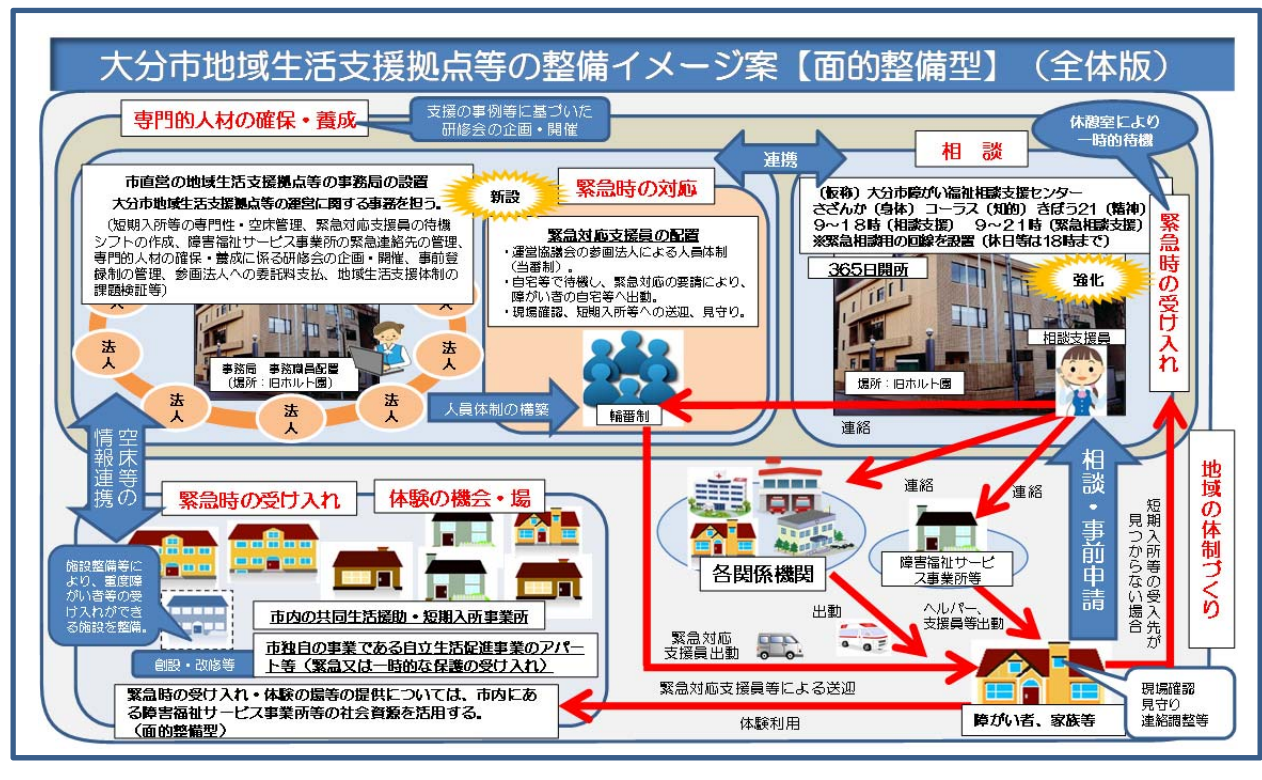 大分市地域生活支援拠点等の整備イメージ案【面的整備型】（全体版）
専門的人材の確保・養成
支援の事例等に基づいた
研修会の企画・開催
市直営の地域生活支援拠点等の事務局の設置
大分市地域生活支援拠点等の運営に関する事務を担う。
（短期入所等の専門性・空床管理、緊急対応支援員の待機
シフトの作成、障害福祉サービス事業所の緊急連絡先の管理、
専門的人材の確保・養成に係る研修会の企画・開催、事前登
録制の管理、参画法人への委託料支払、地域生活支援体制の
課題検証等）
法人
法人
法人
法人
法人
事務局　事務職員配置
（場所：旧ホルト園）
人員体制の構築
新設
緊急時の対応
緊急対応支援員の配置
・運営協議会の参画法人による人員体制
（当番制）。
・自宅等で待機し、緊急対応の要請により、
障がい者の自宅等へ出動。
・現場確認、短期入所等への送迎、見守り。
輪番制
連携
相　談
休憩室により
一時的待機
（仮称）大分市障がい福祉相談支援センター
さざんか（身体）コーラス（知的）きぼう21（精神）
9～18時（相談支援）　9～21時（緊急相談支援）
※緊急相談用の回線を設置（休日等は18時まで）
365日開所
強化
相談支援員
場所：旧ホルト園
連絡
緊急時の受け入れ
空床等の
情報連携
緊急時の受け入れ
体験の機会・場
施設整備等に
より、重度障
がい者等の受
け入れができ
る施設を整備。
創設・改修等
市内の共同生活援助・短期入所事業所
市独自の事業である自立生活促進事業のアパー
ト等（緊急又は一時的な保護の受け入れ）
緊急時の受け入れ・体験の場等の提供については、市内にあ
る障害福祉サービス事業所等の社会資源を活用する。
（面的整備型）
連絡
連絡
各関係機関
障害福祉サービ
ス事業所等
出動
ヘルパー、
支援員等出動
緊急対応
支援員出動
緊急対応支援員等による送迎
体験利用
障がい者、家族等
相談・事前申請
短期入所等の受入先が
見つからない場合
地域の体制づくり
現場確認
見守り
連絡調整等